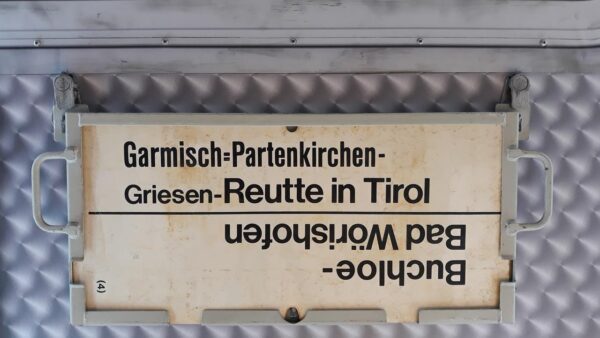 Garmisch=Partenkirchen-
Griesen-Reutte in Tirol
Buchloe-
Bad Wörishofen
(4)